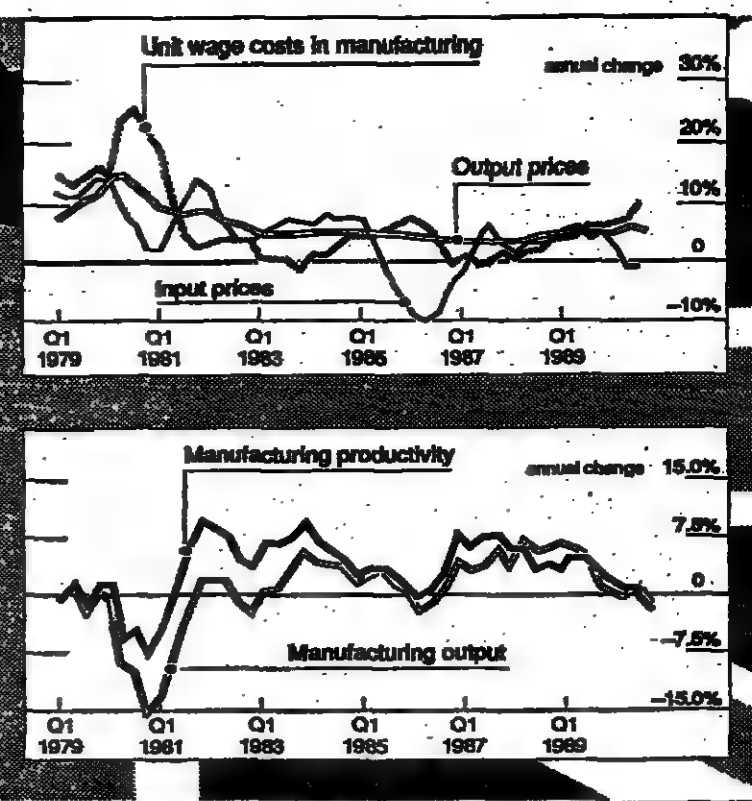 Unit wage costs in manufacturing
annual change 30%
20%
Output prices
10%
0
Input prices
-10%
Q1 Q1 Q1 Q1 Q1 Q1
1979 1981 1983 1985 1987 1989
Manufacturing productivity
annual change 15.0%
7.5%
0
-7.5%
Manufacturing output
-15.0%
Q1 Q1 Q1 Q1 Q1 Q1
1979 1981 1983 1985 1987 1989